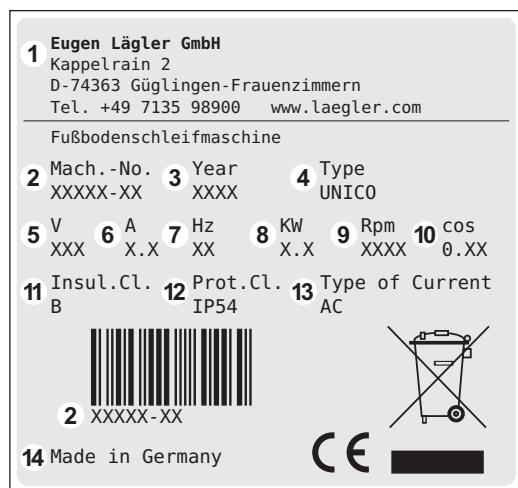 1 Eugen Lägler GmbH
Kappelrain 2
D-74363 Güglingen-Frauenzimmern
Tel. +49 7135 98900 www.laegler.com
Fußbodenschleifmaschine
2 Mach.-No. 3 Year 4 Type
XXXXX-XX XXXX UNICO
5 V 6 A 7 Hz 8 KW 9 Rpm 10 cos
XXX X.X XX X.X XXXX 0.XX
11 Insul.Cl. 12 Prot.Cl. 13 Type of Current
B IP54 AC
2 XXXXX-XX
14 Made in Germany CE